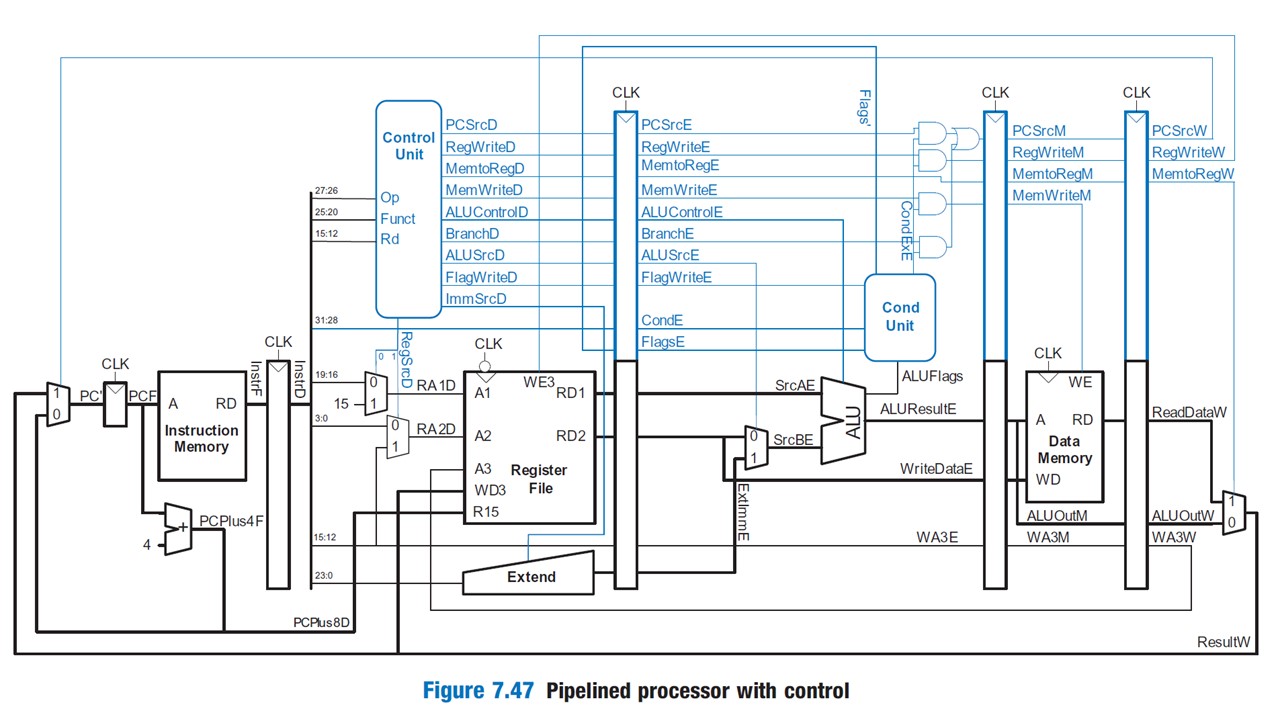 CLK
CLK
CLK
Flags'
Control
Unit
PCSrcD
RegWriteD
MemtoRegD
MemWriteD
ALUControlD
BranchD
ALUSrcD
FlagWriteD
ImmSrcD
PCSrcE
RegWriteE
MemtoRegE
MemWriteE
ALUControlE
BranchE
ALUSrcE
FlagWriteE
CondE
FlagsE
PCSrcM
RegWriteM
MemtoRegM
MemWriteM
PCSrcW
RegWriteW
MemtoRegW
27:26
Op
25:20
Funct
15:12
Rd
CondExE
Cond
Unit
31:28
RegSrcD
0 1
CLK
CLK
CLK
CLK
InstrF
InstrD
19:16
0
1
15
RA1D
3:0
0
1
RA2D
1
0
PC'
PCF
A RD
Instruction
Memory
A1
WE3
RD1
A2
RD2
A3
Register
File
WD3
R15
SrcAE
0
1
SrcBE
ALU
ALUFlags
ALUResultE
WriteDataE
ExtImmE
WE
A RD
Data
Memory
WD
ReadDataW
ALUOutM
ALUOutW
1
0
+
4
PCPlus4F
15:12
WA3E
WA3M
WA3W
23:0
Extend
PCPlus8D
ResultW
Figure 7.47 Pipelined processor with control